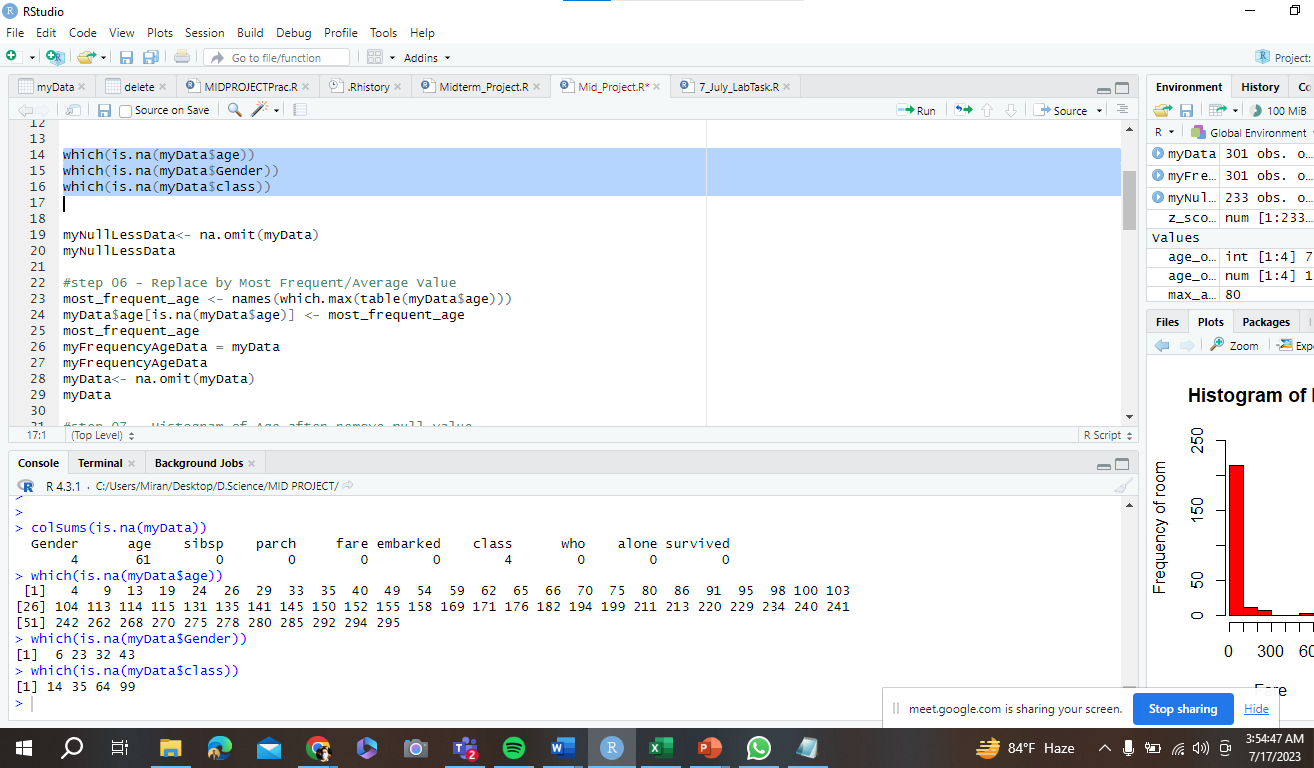 RStudio
File Edit Code View Plots Session Build Debug Profile Tools Help
Go to file/function Addins Project:
myData delete MIDPROJECTPrac.R .Rhistory Midterm_Project.R Mid_Project.R* 7_July_LabTask.R
Source on Save Run Source
12
13
14 which(is.na(myData$age))
15 which(is.na(myData$Gender))
16 which(is.na(myData$class))
17
18
19 myNullLessData<- na.omit(myData)
20 myNullLessData
21
22 #step 06 - Replace by Most Frequent/Average Value
23 most_frequent_age <- names(which.max(table(myData$age)))
24 myData$age[is.na(myData$age)] <- most_frequent_age
25 most_frequent_age
26 myFrequencyAgeData = myData
27 myFrequencyAgeData
28 myData<- na.omit(myData)
29 myData
30
31 #step 07 - Histogram of Age after remove null value
17:1 (Top Level) R Script
Console Terminal Background Jobs
R 4.3.1 · C:/Users/Miran/Desktop/D.Science/MID PROJECT/
>
>
> colSums(is.na(myData))
Gender age sibsp parch fare embarked class who alone survived
4 61 0 0 0 0 4 0 0 0
> which(is.na(myData$age))
[1] 4 9 13 19 24 26 29 33 35 40 49 54 59 62 65 66 70 75 80 86 91 95 98 100 103
[26] 104 113 114 115 131 135 141 145 150 152 155 158 169 171 176 182 194 199 211 213 220 229 234 240 241
[51] 242 262 268 270 275 278 280 285 292 294 295
> which(is.na(myData$Gender))
[1] 6 23 32 43
> which(is.na(myData$class))
[1] 14 35 64 99
>
Environment History Co
100 MiB
R Global Environment
myData 301 obs. o…
myFre… 301 obs. o…
myNul… 233 obs. o…
z_sco… num [1:233…
Values
age_o… int [1:4] 7
age_o… num [1:4] 1
max_a… 80
Files Plots Packages
Zoom Exp
Histogram of
Frequency of room
250
150
50
0
0 300 60
Fare
meet.google.com is sharing your screen. Stop sharing Hide
2
84°F Haze
3:54:47 AM
7/17/2023